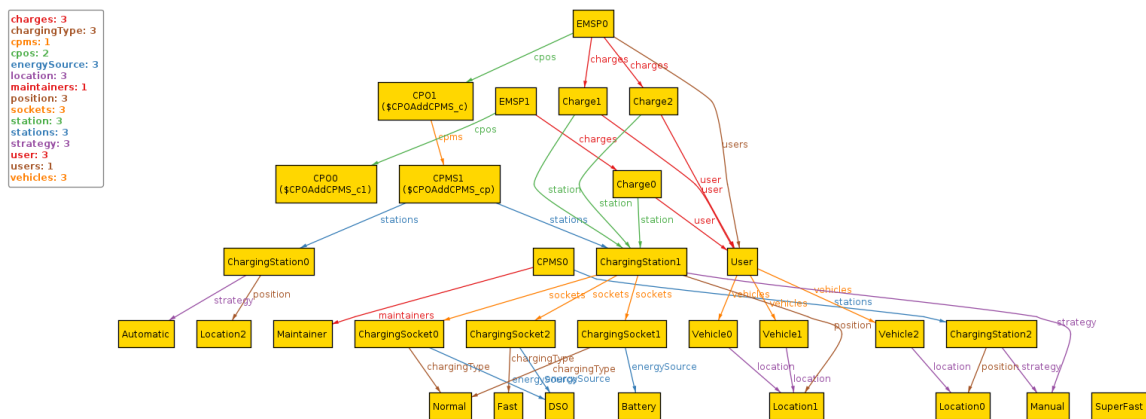 charges: 3
chargingType: 3
cpms: 1
cpos: 2
energySource: 3
location: 3
maintainers: 1
position: 3
sockets: 3
station: 3
stations: 3
strategy: 3
user: 3
users: 1
vehicles: 3
EMSP0
cpos
charges
charges
CPO1
($CPOAddCPMS_c)
EMSP1
Charge1
Charge2
cpos
cpms
charges
users
CPO0
($CPOAddCPMS_c1)
CPMS1
($CPOAddCPMS_cp)
Charge0
station
user
user
station
stations
stations
station
user
ChargingStation0
CPMS0
ChargingStation1
User
strategy
position
sockets
sockets
sockets
vehicles
vehicles
vehicles
stations
maintainers
position
strategy
Automatic
Location2
Maintainer
ChargingSocket0
ChargingSocket2
ChargingSocket1
Vehicle0
Vehicle1
Vehicle2
ChargingStation2
chargingType
chargingType
chargingType
energySource
energySource
energySource
location
location
location
position
strategy
Normal
Fast
DSO
Battery
Location1
Location0
Manual
SuperFast